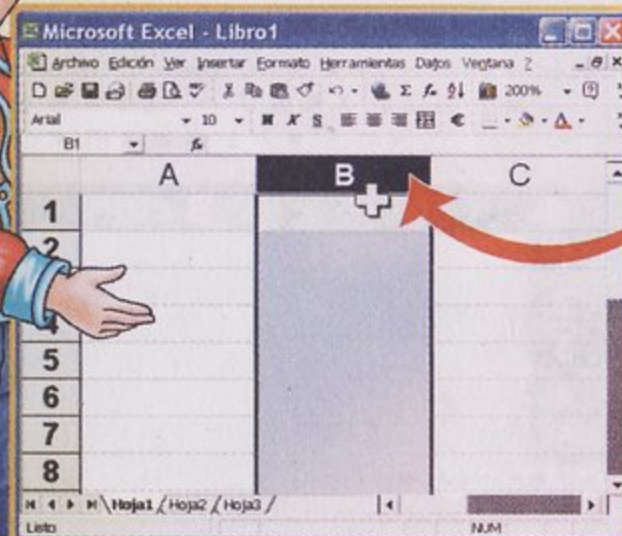 Microsoft Excel - Libro1
Archivo Edición Ver Insertar Formato Herramientas Datos Ventana ?
200%
Arial 10 N K S €
B1 fx
A B C
1
2
4
5
6
7
8
Hoja1 Hoja2 Hoja3
Listo NUM